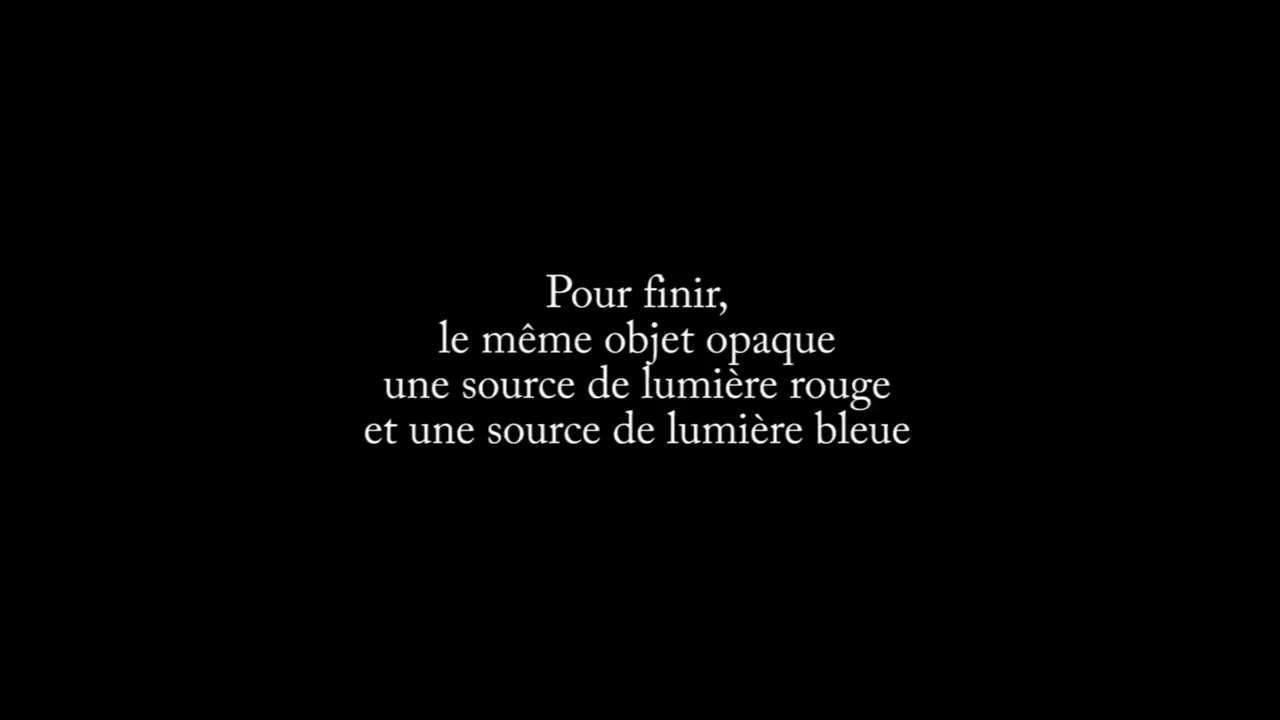 Pour finir,
le même objet opaque
une source de lumière rouge
et une source de lumière bleue